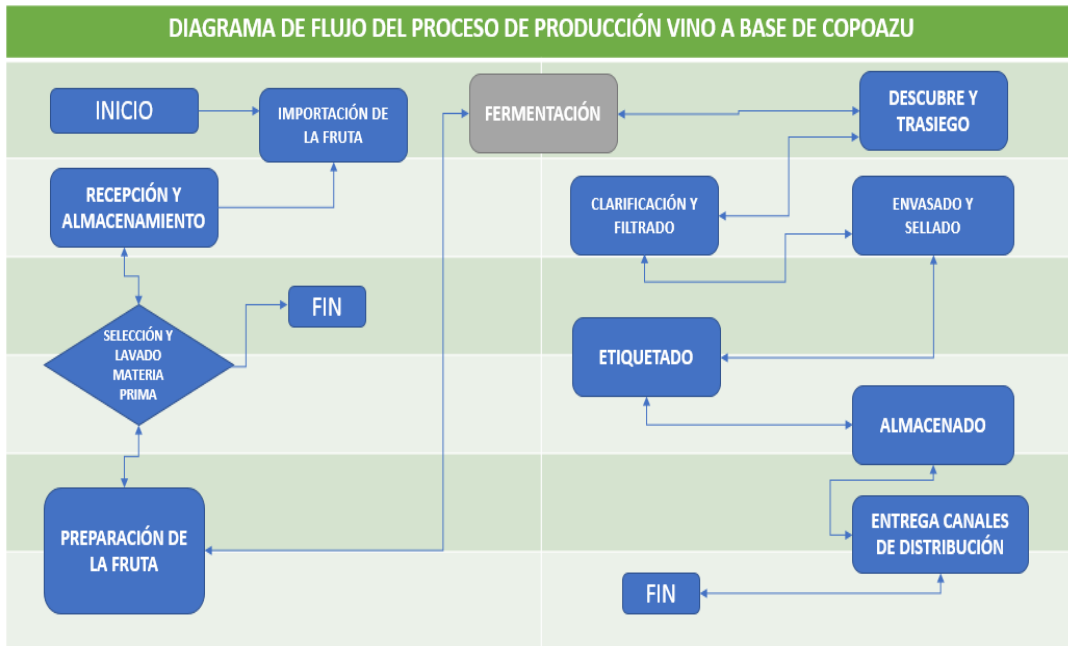 DIAGRAMA DE FLUJO DEL PROCESO DE PRODUCCIÓN VINO A BASE DE COPOAZU
INICIO
IMPORTACIÓN DE
LA FRUTA
RECEPCIÓN Y
ALMACENAMIENTO
SELECCIÓN Y
LAVADO
MATERIA
PRIMA
FIN
PREPARACIÓN DE
LA FRUTA
FERMENTACIÓN
DESCUBRE Y
TRASIEGO
CLARIFICACIÓN Y
FILTRADO
ENVASADO Y
SELLADO
ETIQUETADO
ALMACENADO
ENTREGA CANALES
DE DISTRIBUCIÓN
FIN